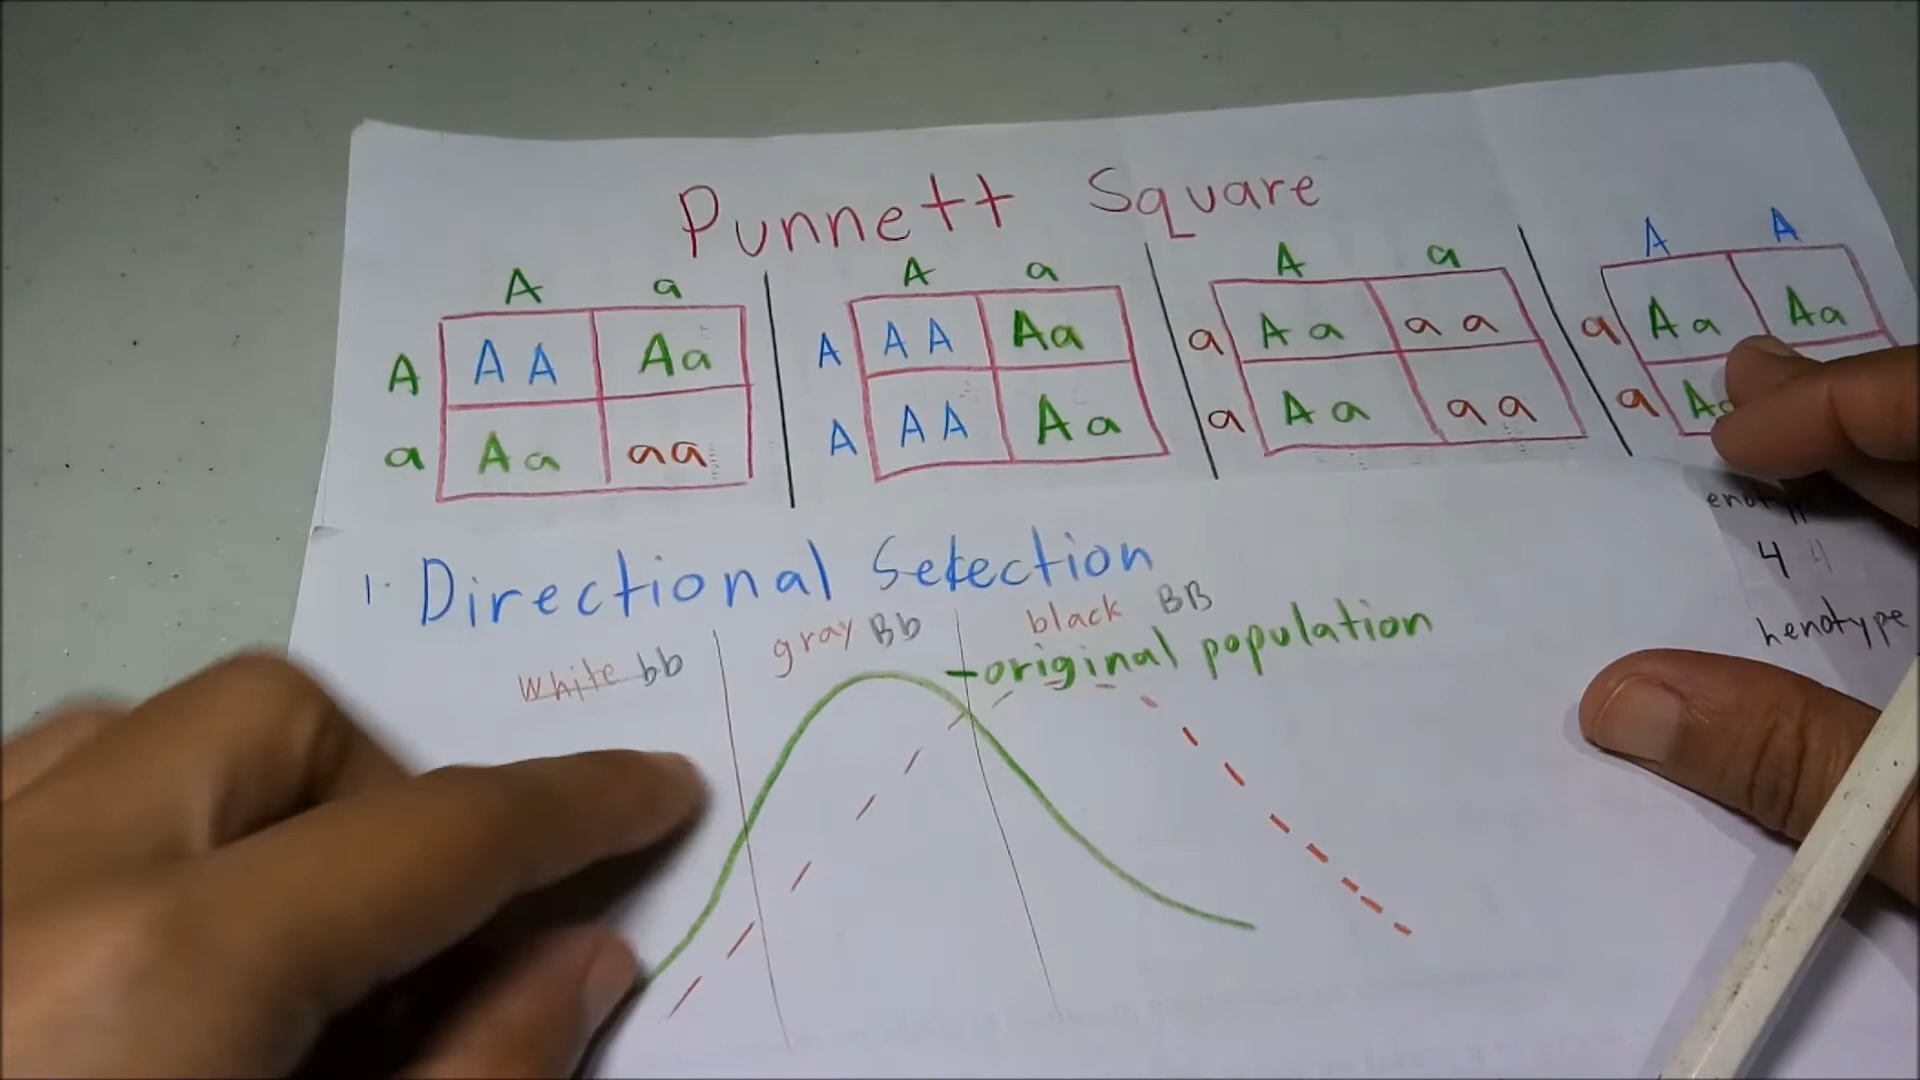 Punnett Square
A a
A AA Aa
a Aa aa
A a
A AA Aa
A AA Aa
A a
a Aa aa
a Aa aa
A A
a Aa Aa
a
1. Directional Selection
white bb
gray Bb
black BB
original population
4 4
henotype